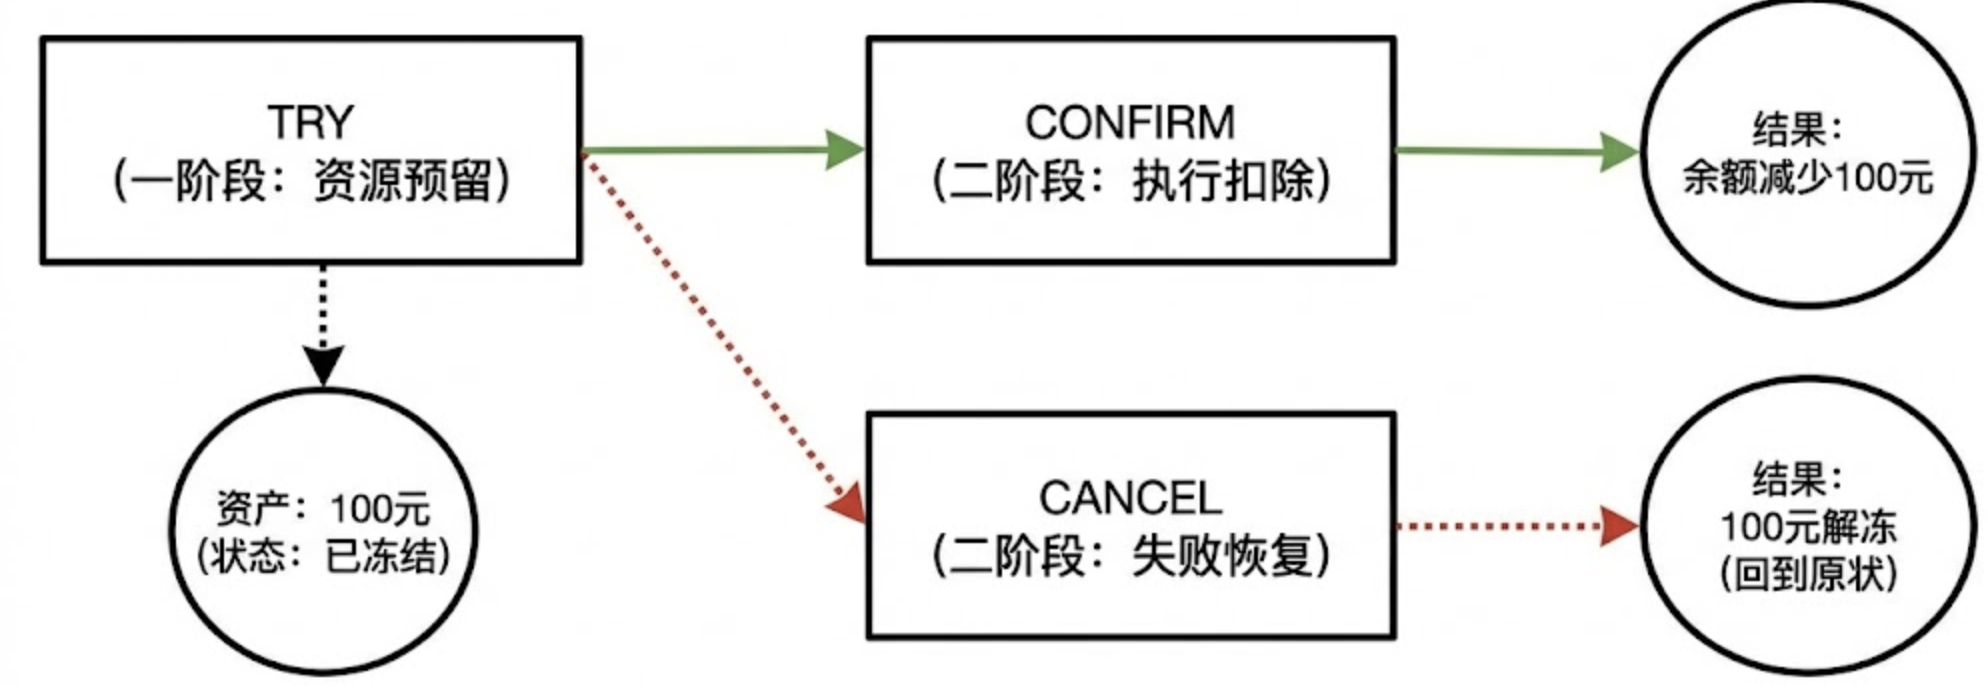 TRY
(一阶段：资源预留)
CONFIRM
(二阶段：执行扣除)
结果：
余额减少100元
资产：100元
(状态：已冻结)
CANCEL
(二阶段：失败恢复)
结果：
100元解冻
(回到原状)